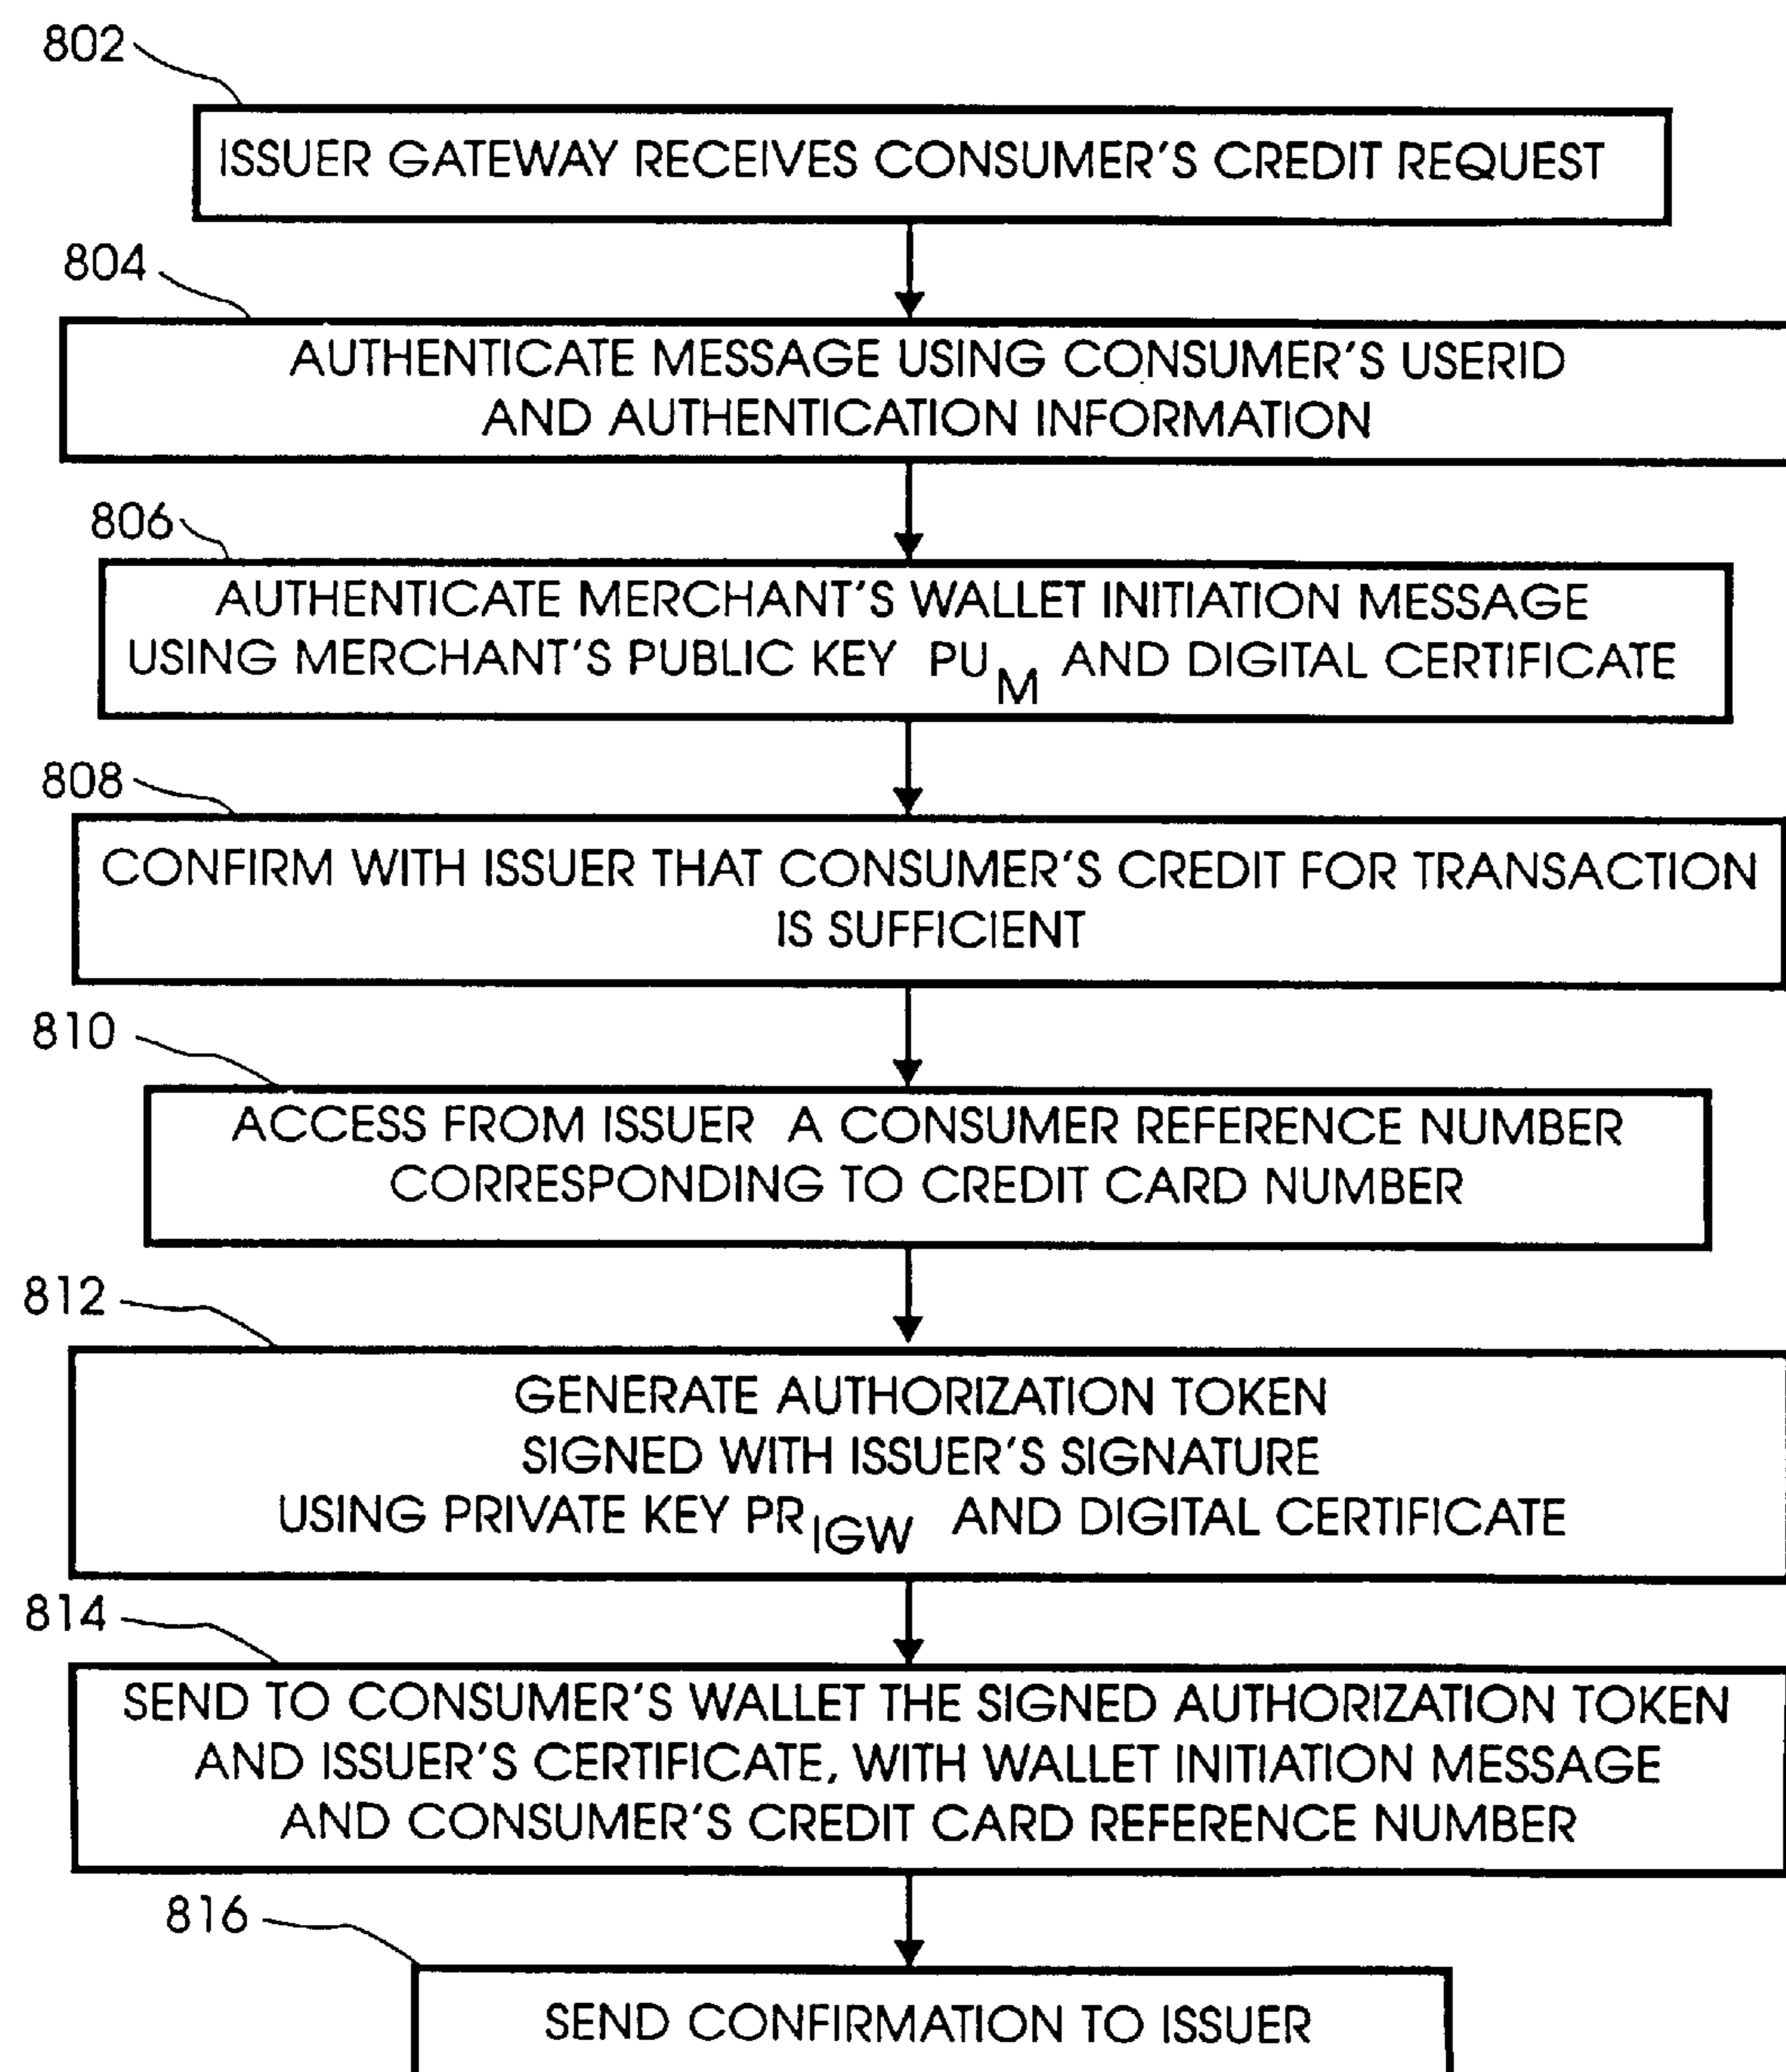 802
ISSUER GATEWAY RECEIVES CONSUMER'S CREDIT REQUEST
804
AUTHENTICATE MESSAGE USING CONSUMER'S USERID
AND AUTHENTICATION INFORMATION
806
AUTHENTICATE MERCHANT'S WALLET INITIATION MESSAGE
USING MERCHANT'S PUBLIC KEY PU M AND DIGITAL CERTIFICATE
808
CONFIRM WITH ISSUER THAT CONSUMER'S CREDIT FOR TRANSACTION
IS SUFFICIENT
810
ACCESS FROM ISSUER A CONSUMER REFERENCE NUMBER
CORRESPONDING TO CREDIT CARD NUMBER
812
GENERATE AUTHORIZATION TOKEN
SIGNED WITH ISSUER'S SIGNATURE
USING PRIVATE KEY PR IGW AND DIGITAL CERTIFICATE
814
SEND TO CONSUMER'S WALLET THE SIGNED AUTHORIZATION TOKEN
AND ISSUER'S CERTIFICATE, WITH WALLET INITIATION MESSAGE
AND CONSUMER'S CREDIT CARD REFERENCE NUMBER
816
SEND CONFIRMATION TO ISSUER